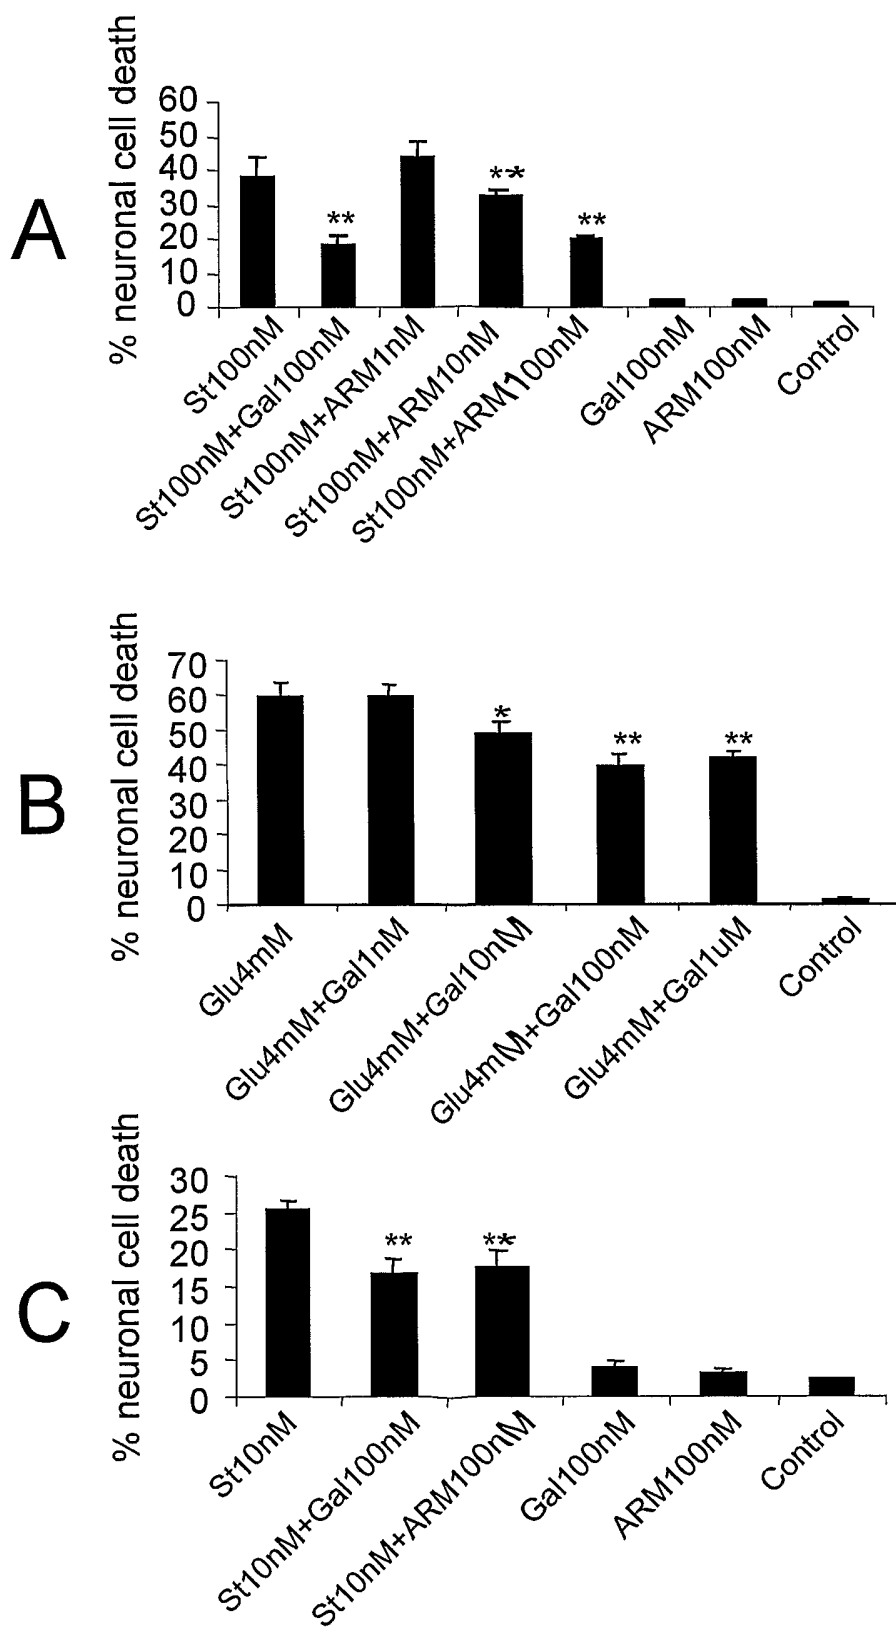 A
% neuronal cell death
60
50
40
30
20
10
0
**
**
**
St100nM
St100nM+Gal100nM
St100nM+ARM1nM
St100nM+ARM10nM
St100nM+ARM100nM
Gal100nM
ARM100nM
Control
B
% neuronal cell death
70
60
50
40
30
20
10
0
*
**
**
Glu4mM
Glu4mM+Gal1nM
Glu4mM+Gal10nM
Glu4mM+Gal100nM
Glu4mM+Gal1uM
Control
C
% neuronal cell death
30
25
20
15
10
5
0
**
**
St10nM
St10nM+Gal100nM
St10nM+ARM100nM
Gal100nM
ARM100nM
Control